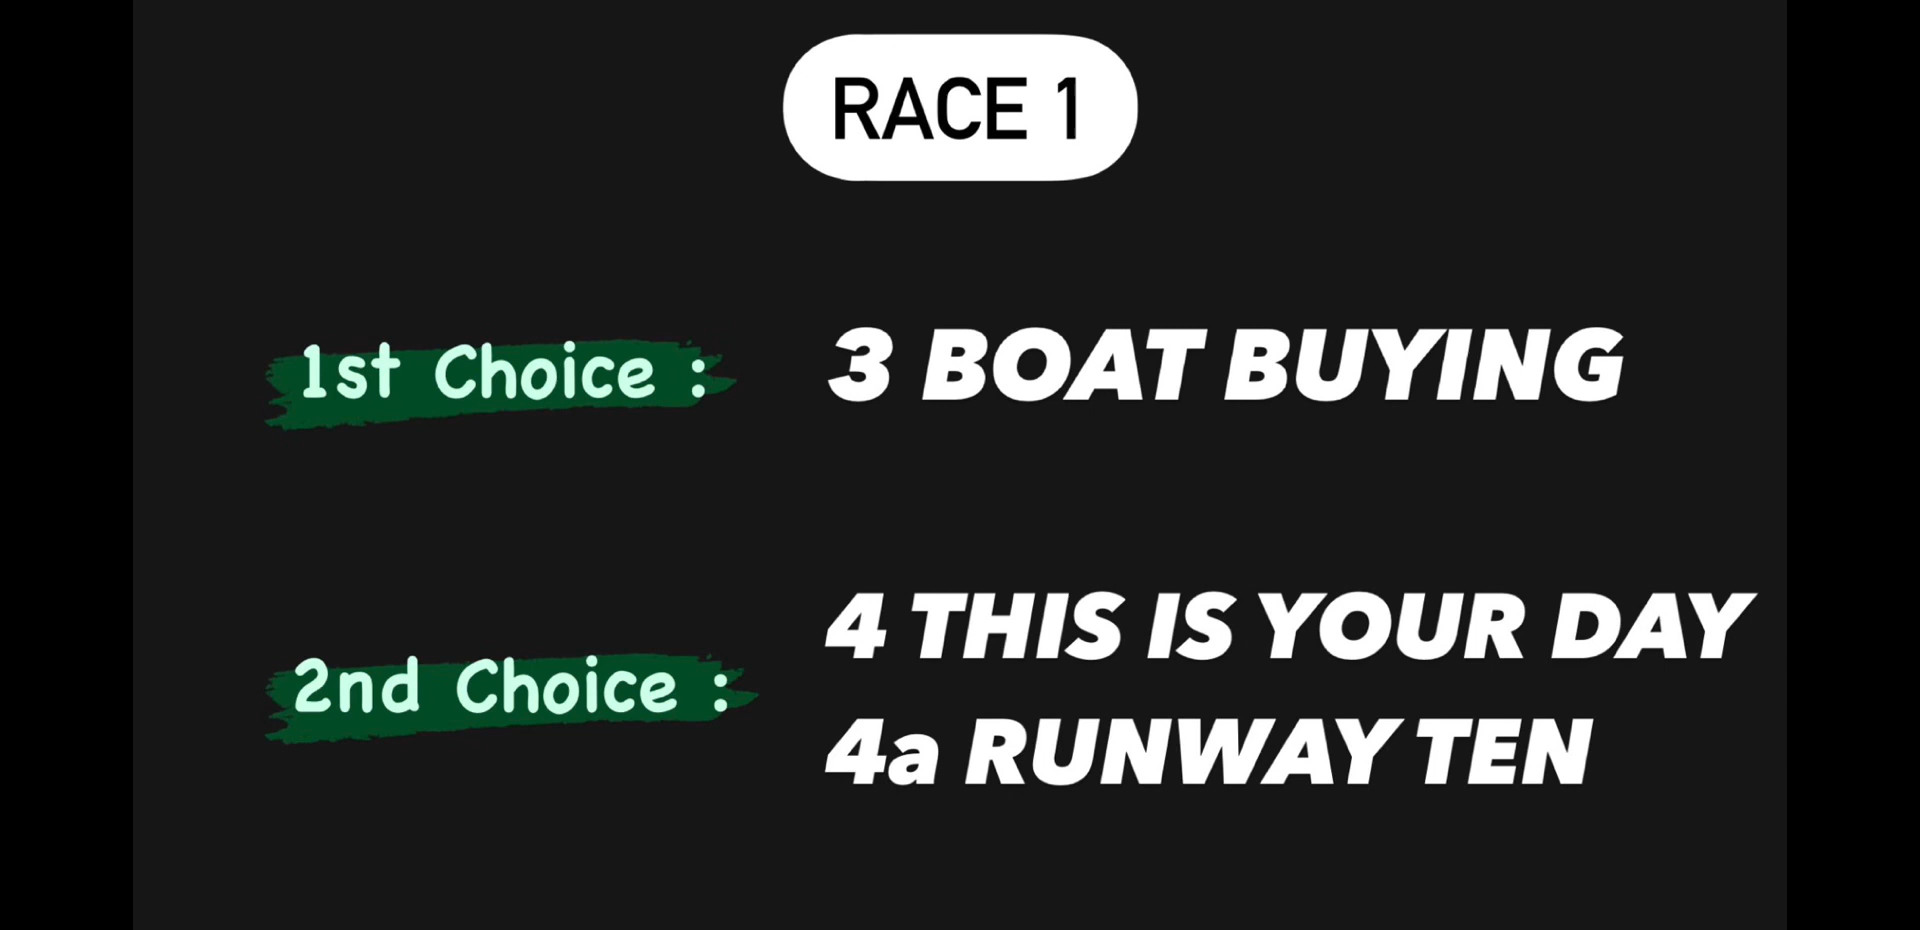 RACE 1
1st Choice : 3 BOAT BUYING
2nd Choice : 4 THIS IS YOUR DAY
4a RUNWAY TEN